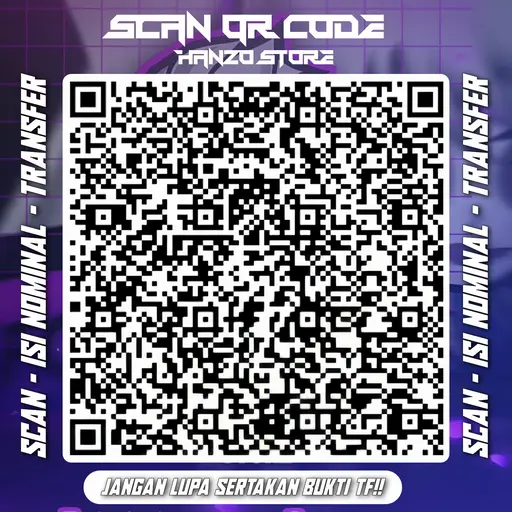 SCAN QR CODE
HANZO STORE
SCAN - ISI NOMINAL - TRANSFER
SCAN - ISI NOMINAL - TRANSFER
JANGAN LUPA SERTAKAN BUKTI TF!!